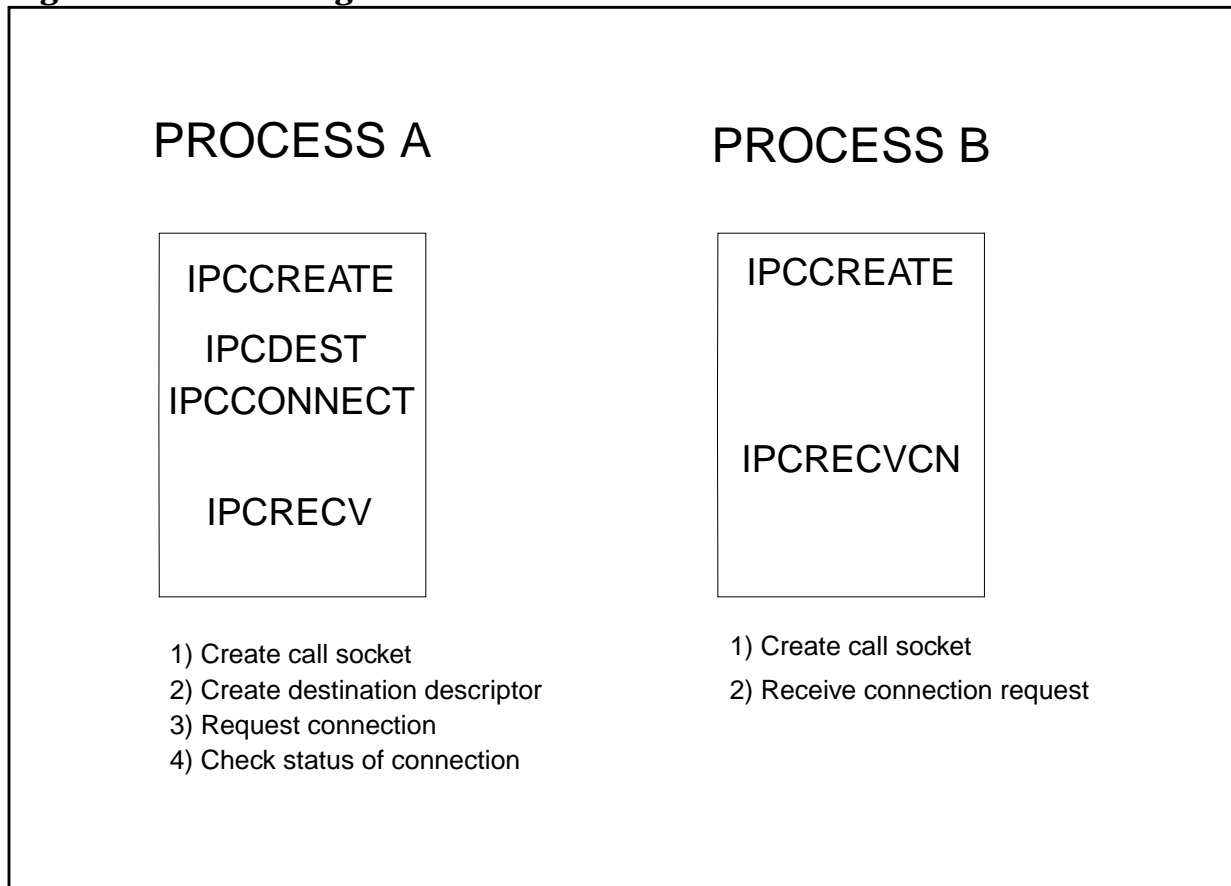 PROCESS A
IPCCREATE
IPCDEST
IPCCONNECT
IPCRECV
1) Create call socket
2) Create destination descriptor
3) Request connection
4) Check status of connection
PROCESS B
IPCCREATE
IPCRECVCN
1) Create call socket
2) Receive connection request